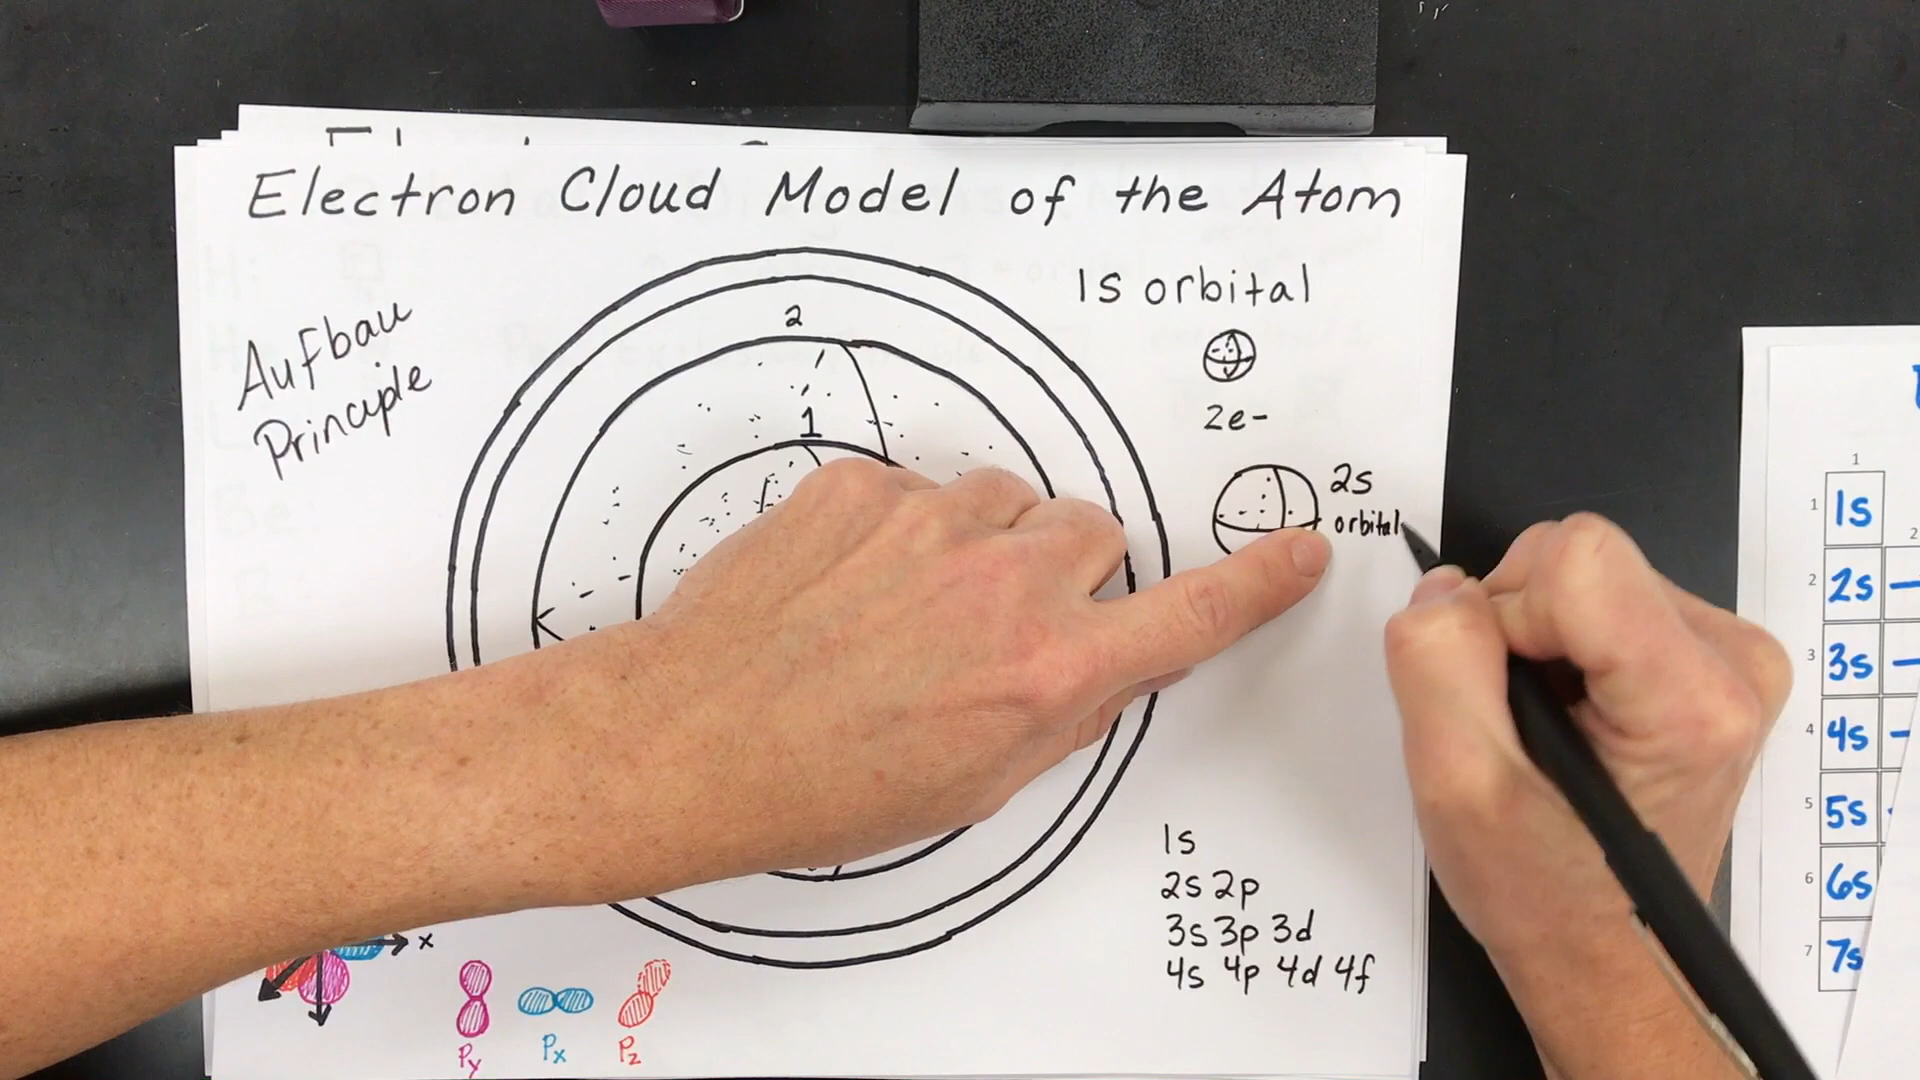 Electron Cloud Model of the Atom
Aufbau
Principle
2
1
1s orbital
2e-
2s
orbital
1s
2s 2p
3s 3p 3d
4s 4p 4d 4f
x
Py
Px
Pz
1
1 1s
2
2 2s
3 3s
4 4s
5 5s
6 6s
7 7s